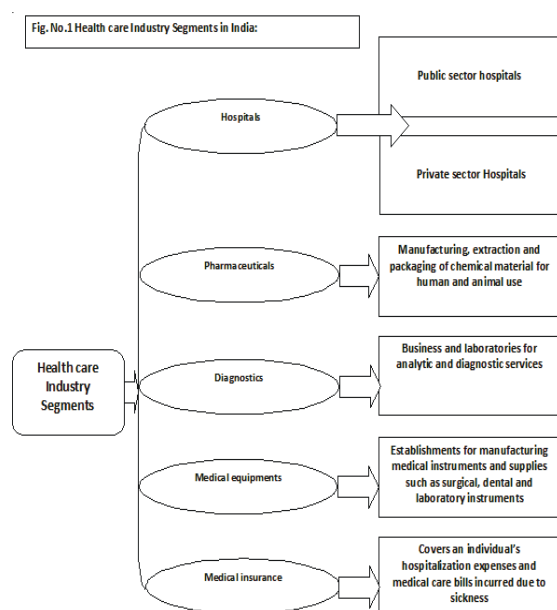 Fig. No.1 Health care Industry Segments in India:
Hospitals
Public sector hospitals
Private sector Hospitals
Pharmaceuticals
Manufacturing, extraction and
packaging of chemical material for
human and animal use
Health care
Industry
Segments
Diagnostics
Business and laboratories for
analytic and diagnostic services
Medical equipments
Establishments for manufacturing
medical instruments and supplies
such as surgical, dental and
laboratory instruments
Medical insurance
Covers an individual's
hospitalization expenses and
medical care bills incurred due to
sickness